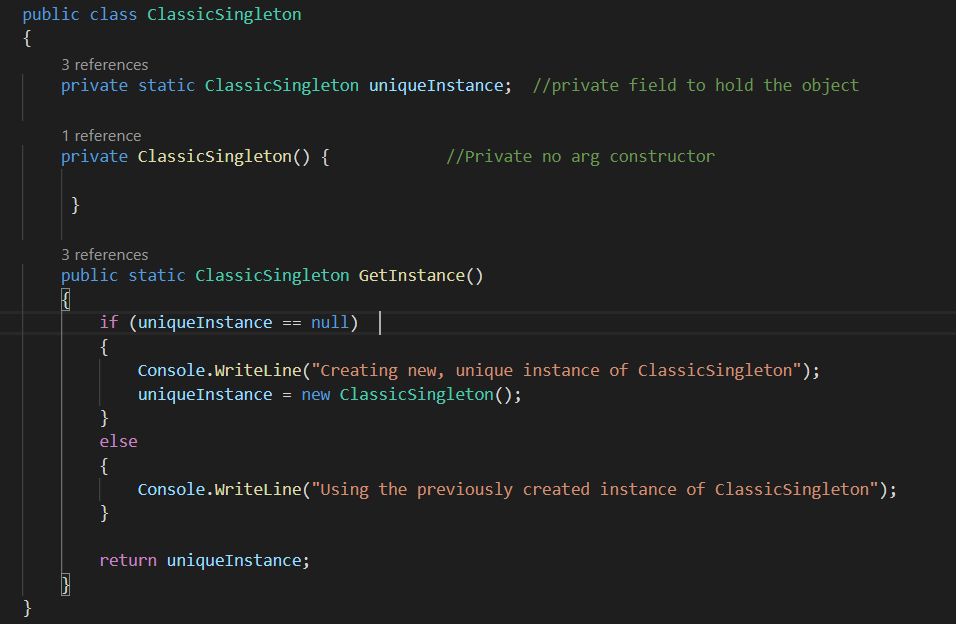 public class ClassicSingleton
{
3 references
private static ClassicSingleton uniqueInstance;  //private field to hold the object
1 reference
private ClassicSingleton() {            //Private no arg constructor
}
3 references
public static ClassicSingleton GetInstance()
{
if (uniqueInstance == null)
{
Console.WriteLine("Creating new, unique instance of ClassicSingleton");
uniqueInstance = new ClassicSingleton();
}
else
{
Console.WriteLine("Using the previously created instance of ClassicSingleton");
}
return uniqueInstance;
}
}